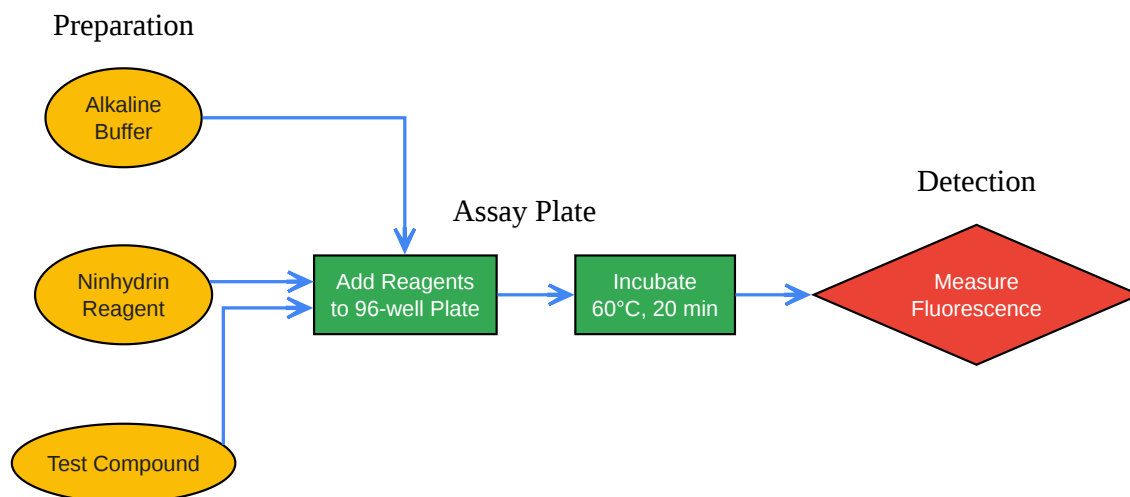 Preparation
Alkaline
Buffer
Assay Plate
Detection
Ninhydrin
Reagent
Add Reagents
to 96-well Plate
Incubate
60°C, 20 min
Measure
Fluorescence
Test Compound